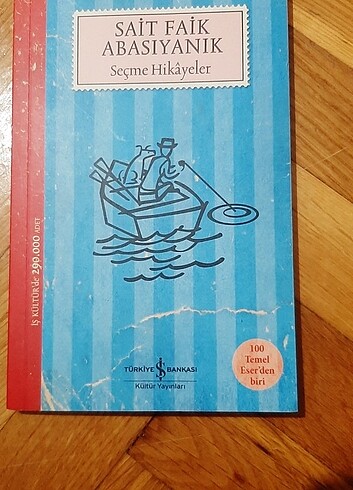 SAİT FAİK
ABASIYANIK
Seçme Hikâyeler
İŞ KÜLTÜR'de 290.000 ADET
100
Temel
Eser'den
biri
TÜRKİYE İŞ BANKASI
Kültür Yayınları